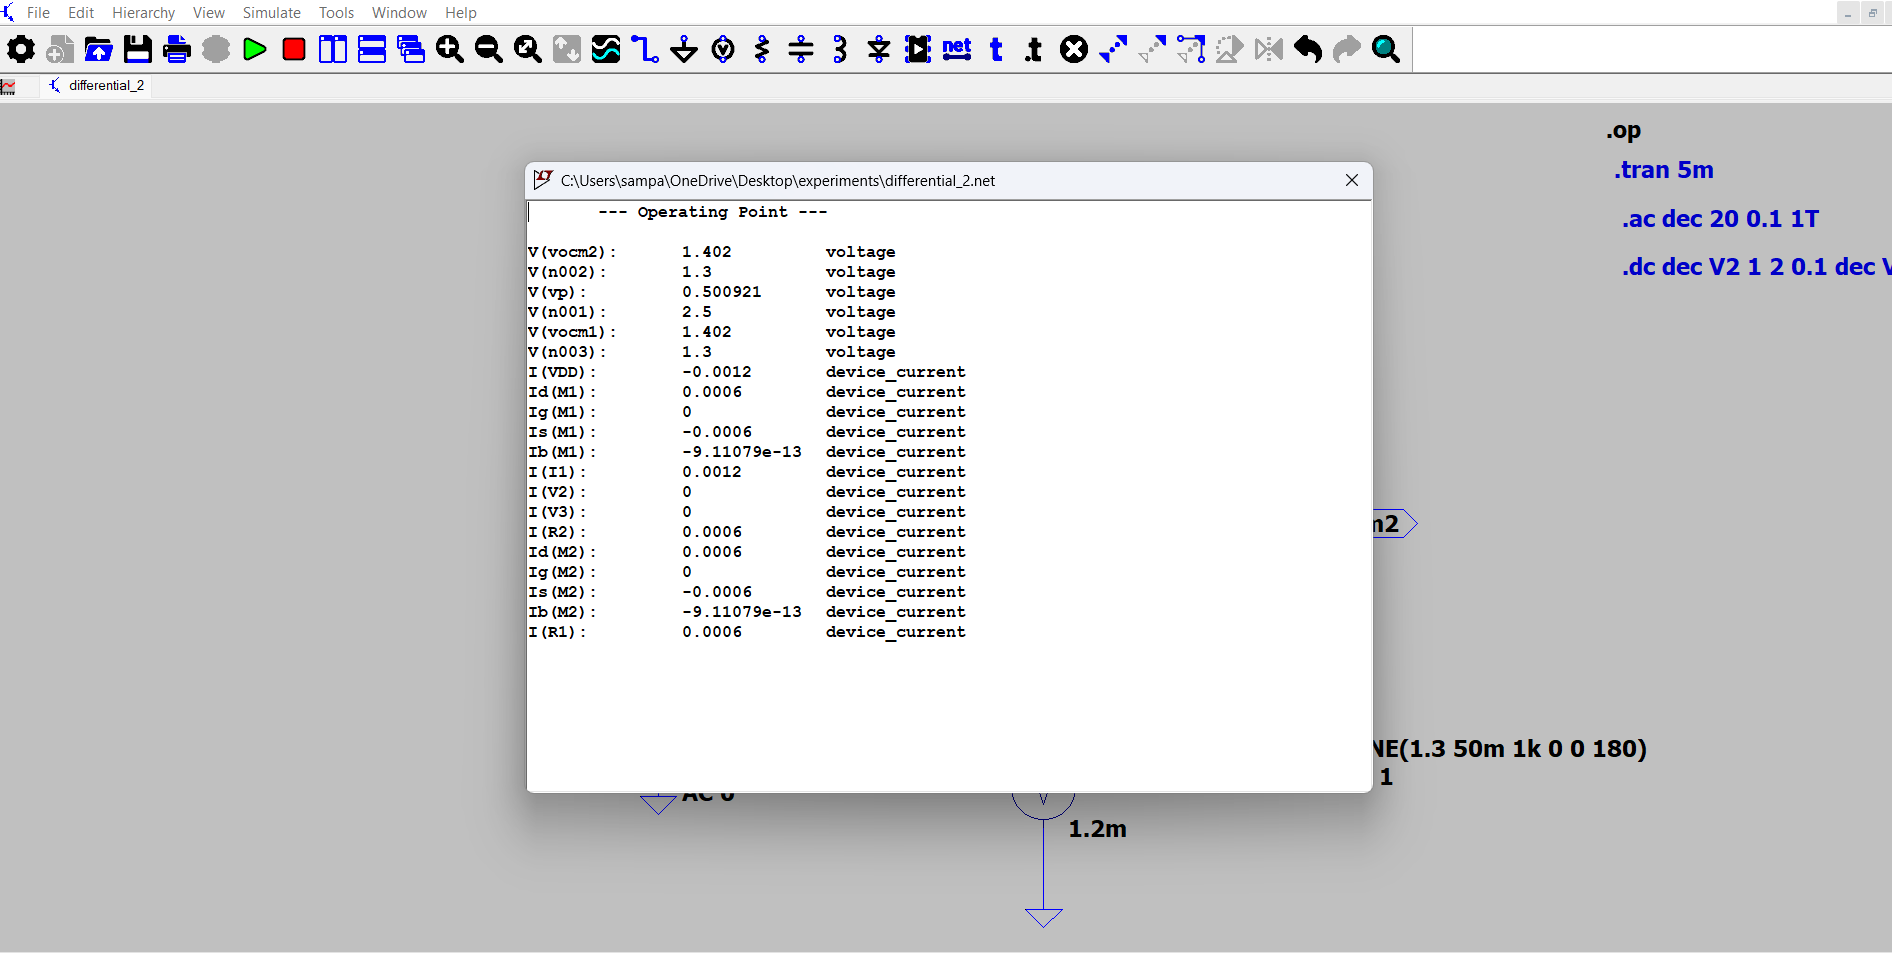 File Edit Hierarchy View Simulate Tools Window Help
net t .t
differential_2
.op
.tran 5m
.ac dec 20 0.1 1T
.dc dec V2 1 2 0.1 dec V
C:\Users\sampa\OneDrive\Desktop\experiments\differential_2.net
--- Operating Point ---
V(vocm2): 1.402 voltage
V(n002): 1.3 voltage
V(vp): 0.500921 voltage
V(n001): 2.5 voltage
V(vocm1): 1.402 voltage
V(n003): 1.3 voltage
I(VDD): -0.0012 device_current
Id(M1): 0.0006 device_current
Ig(M1): 0 device_current
Is(M1): -0.0006 device_current
Ib(M1): -9.11079e-13 device_current
I(I1): 0.0012 device_current
I(V2): 0 device_current
I(V3): 0 device_current
I(R2): 0.0006 device_current
Id(M2): 0.0006 device_current
Ig(M2): 0 device_current
Is(M2): -0.0006 device_current
Ib(M2): -9.11079e-13 device_current
I(R1): 0.0006 device_current
m2
NE(1.3 50m 1k 0 0 180)
1
AC 0
1.2m